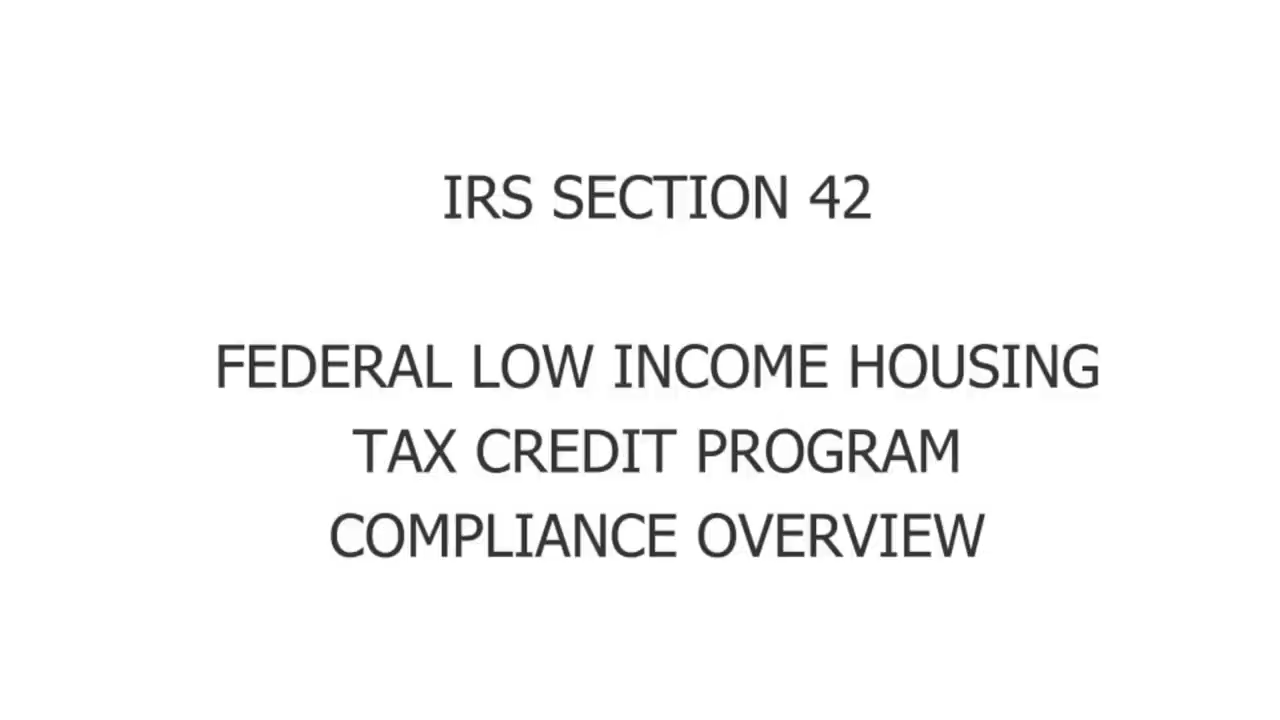 IRS SECTION 42
FEDERAL LOW INCOME HOUSING
TAX CREDIT PROGRAM
COMPLIANCE OVERVIEW